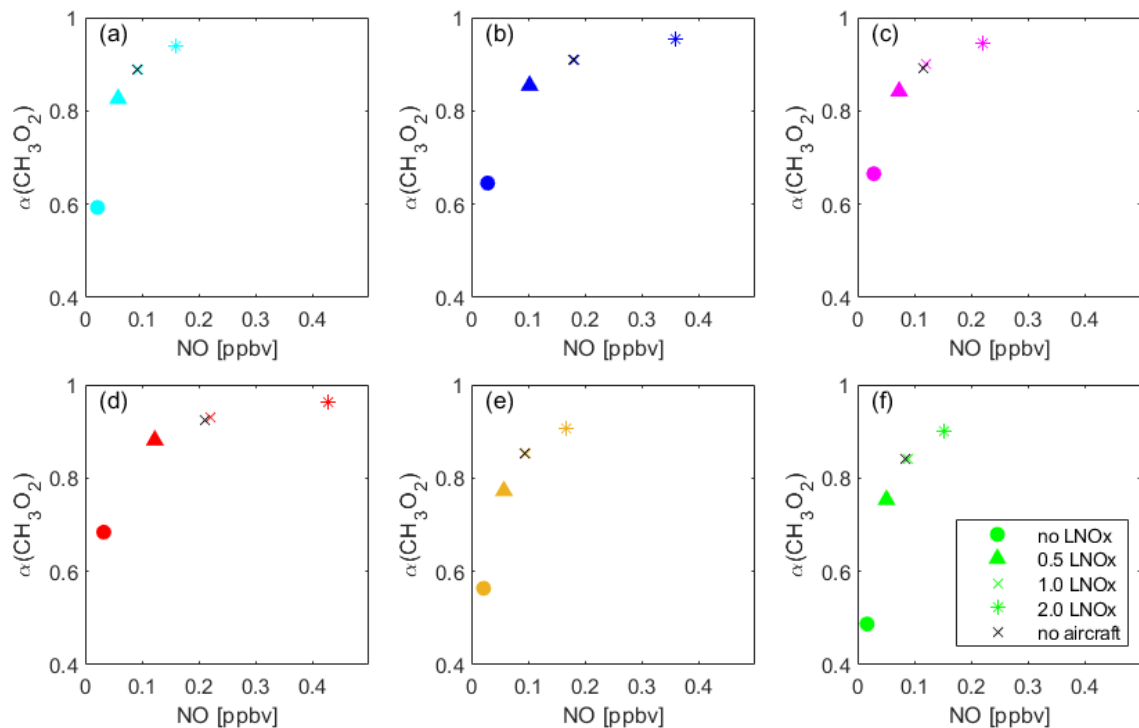 (a)
1
0.8
0.6
0.4
α(CH3O2)
0 0.1 0.2 0.3 0.4
NO [ppbv]
(b)
1
0.8
0.6
0.4
α(CH3O2)
0 0.1 0.2 0.3 0.4
NO [ppbv]
(c)
1
0.8
0.6
0.4
α(CH3O2)
0 0.1 0.2 0.3 0.4
NO [ppbv]
(d)
1
0.8
0.6
0.4
α(CH3O2)
0 0.1 0.2 0.3 0.4
NO [ppbv]
(e)
1
0.8
0.6
0.4
α(CH3O2)
0 0.1 0.2 0.3 0.4
NO [ppbv]
(f)
1
0.8
0.6
0.4
α(CH3O2)
0 0.1 0.2 0.3 0.4
NO [ppbv]
no LNOx
0.5 LNOx
1.0 LNOx
2.0 LNOx
no aircraft